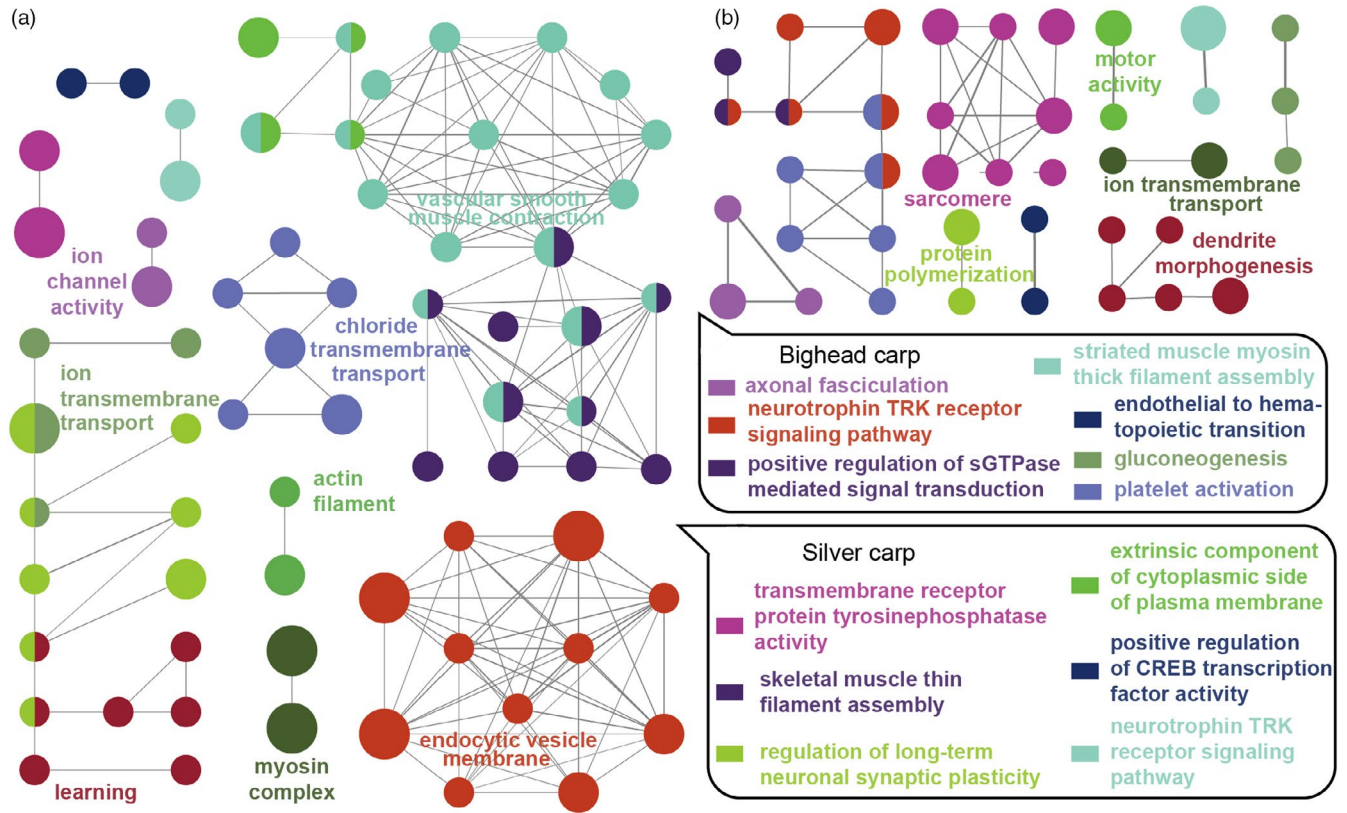 (a)
vascular smooth
muscle contraction
ion
channel
activity
chloride
transmembrane
transport
ion
transmembrane
transport
actin
filament
endocytic vesicle
membrane
myosin
complex
learning
(b)
motor
activity
sarcomere
ion transmembrane
transport
protein
polymerization
dendrite
morphogenesis
Bighead carp
axonal fasciculation
neurotrophin TRK receptor
signaling pathway
positive regulation of sGTPase
mediated signal transduction
striated muscle myosin
thick filament assembly
endothelial to hema-
topoietic transition
gluconeogenesis
platelet activation
Silver carp
transmembrane receptor
protein tyrosinephosphatase
activity
skeletal muscle thin
filament assembly
regulation of long-term
neuronal synaptic plasticity
extrinsic component
of cytoplasmic side
of plasma membrane
positive regulation
of CREB transcription
factor activity
neurotrophin TRK
receptor signaling
pathway